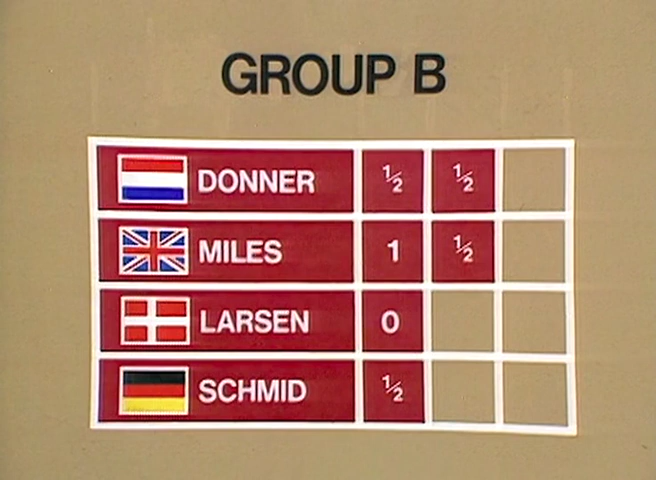 GROUP B
DONNER ½ ½
MILES 1 ½
LARSEN 0
SCHMID ½